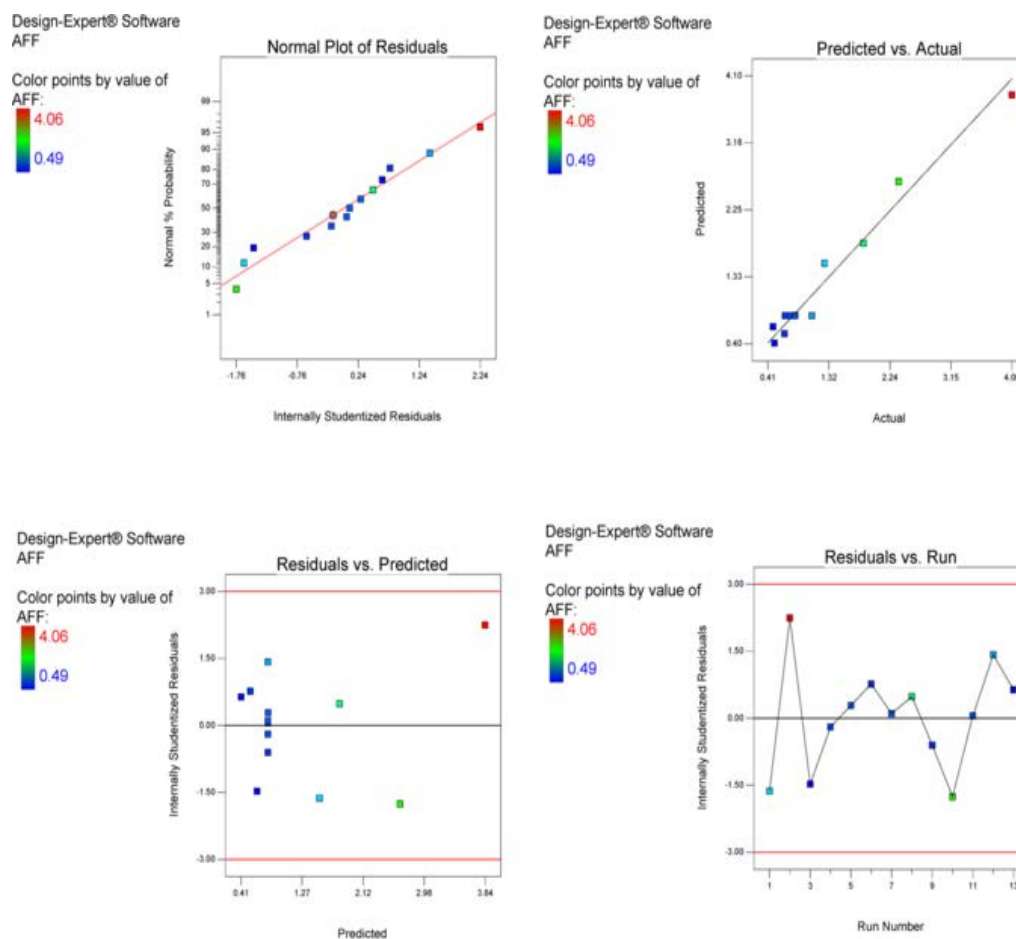 Design-Expert® Software
AFF
Color points by value of
AFF:
4.06
0.49
Normal Plot of Residuals
Normal % Probability
99
95
90
80
70
50
30
20
10
5
1
-1.76
-0.76
0.24
1.24
2.24
Internally Studentized Residuals
Design-Expert® Software
AFF
Color points by value of
AFF:
4.06
0.49
Predicted vs. Actual
Predicted
4.10
3.18
2.25
1.33
0.40
0.41
1.32
2.24
3.15
4.0
Actual
Design-Expert® Software
AFF
Color points by value of
AFF:
4.06
0.49
Residuals vs. Predicted
Internally Studentized Residuals
3.00
1.50
0.00
-1.50
-3.00
0.41
1.27
2.12
2.98
3.84
Predicted
Design-Expert® Software
AFF
Color points by value of
AFF:
4.06
0.49
Residuals vs. Run
Internally Studentized Residuals
3.00
1.50
0.00
-1.50
-3.00
1
3
5
7
9
11
13
Run Number